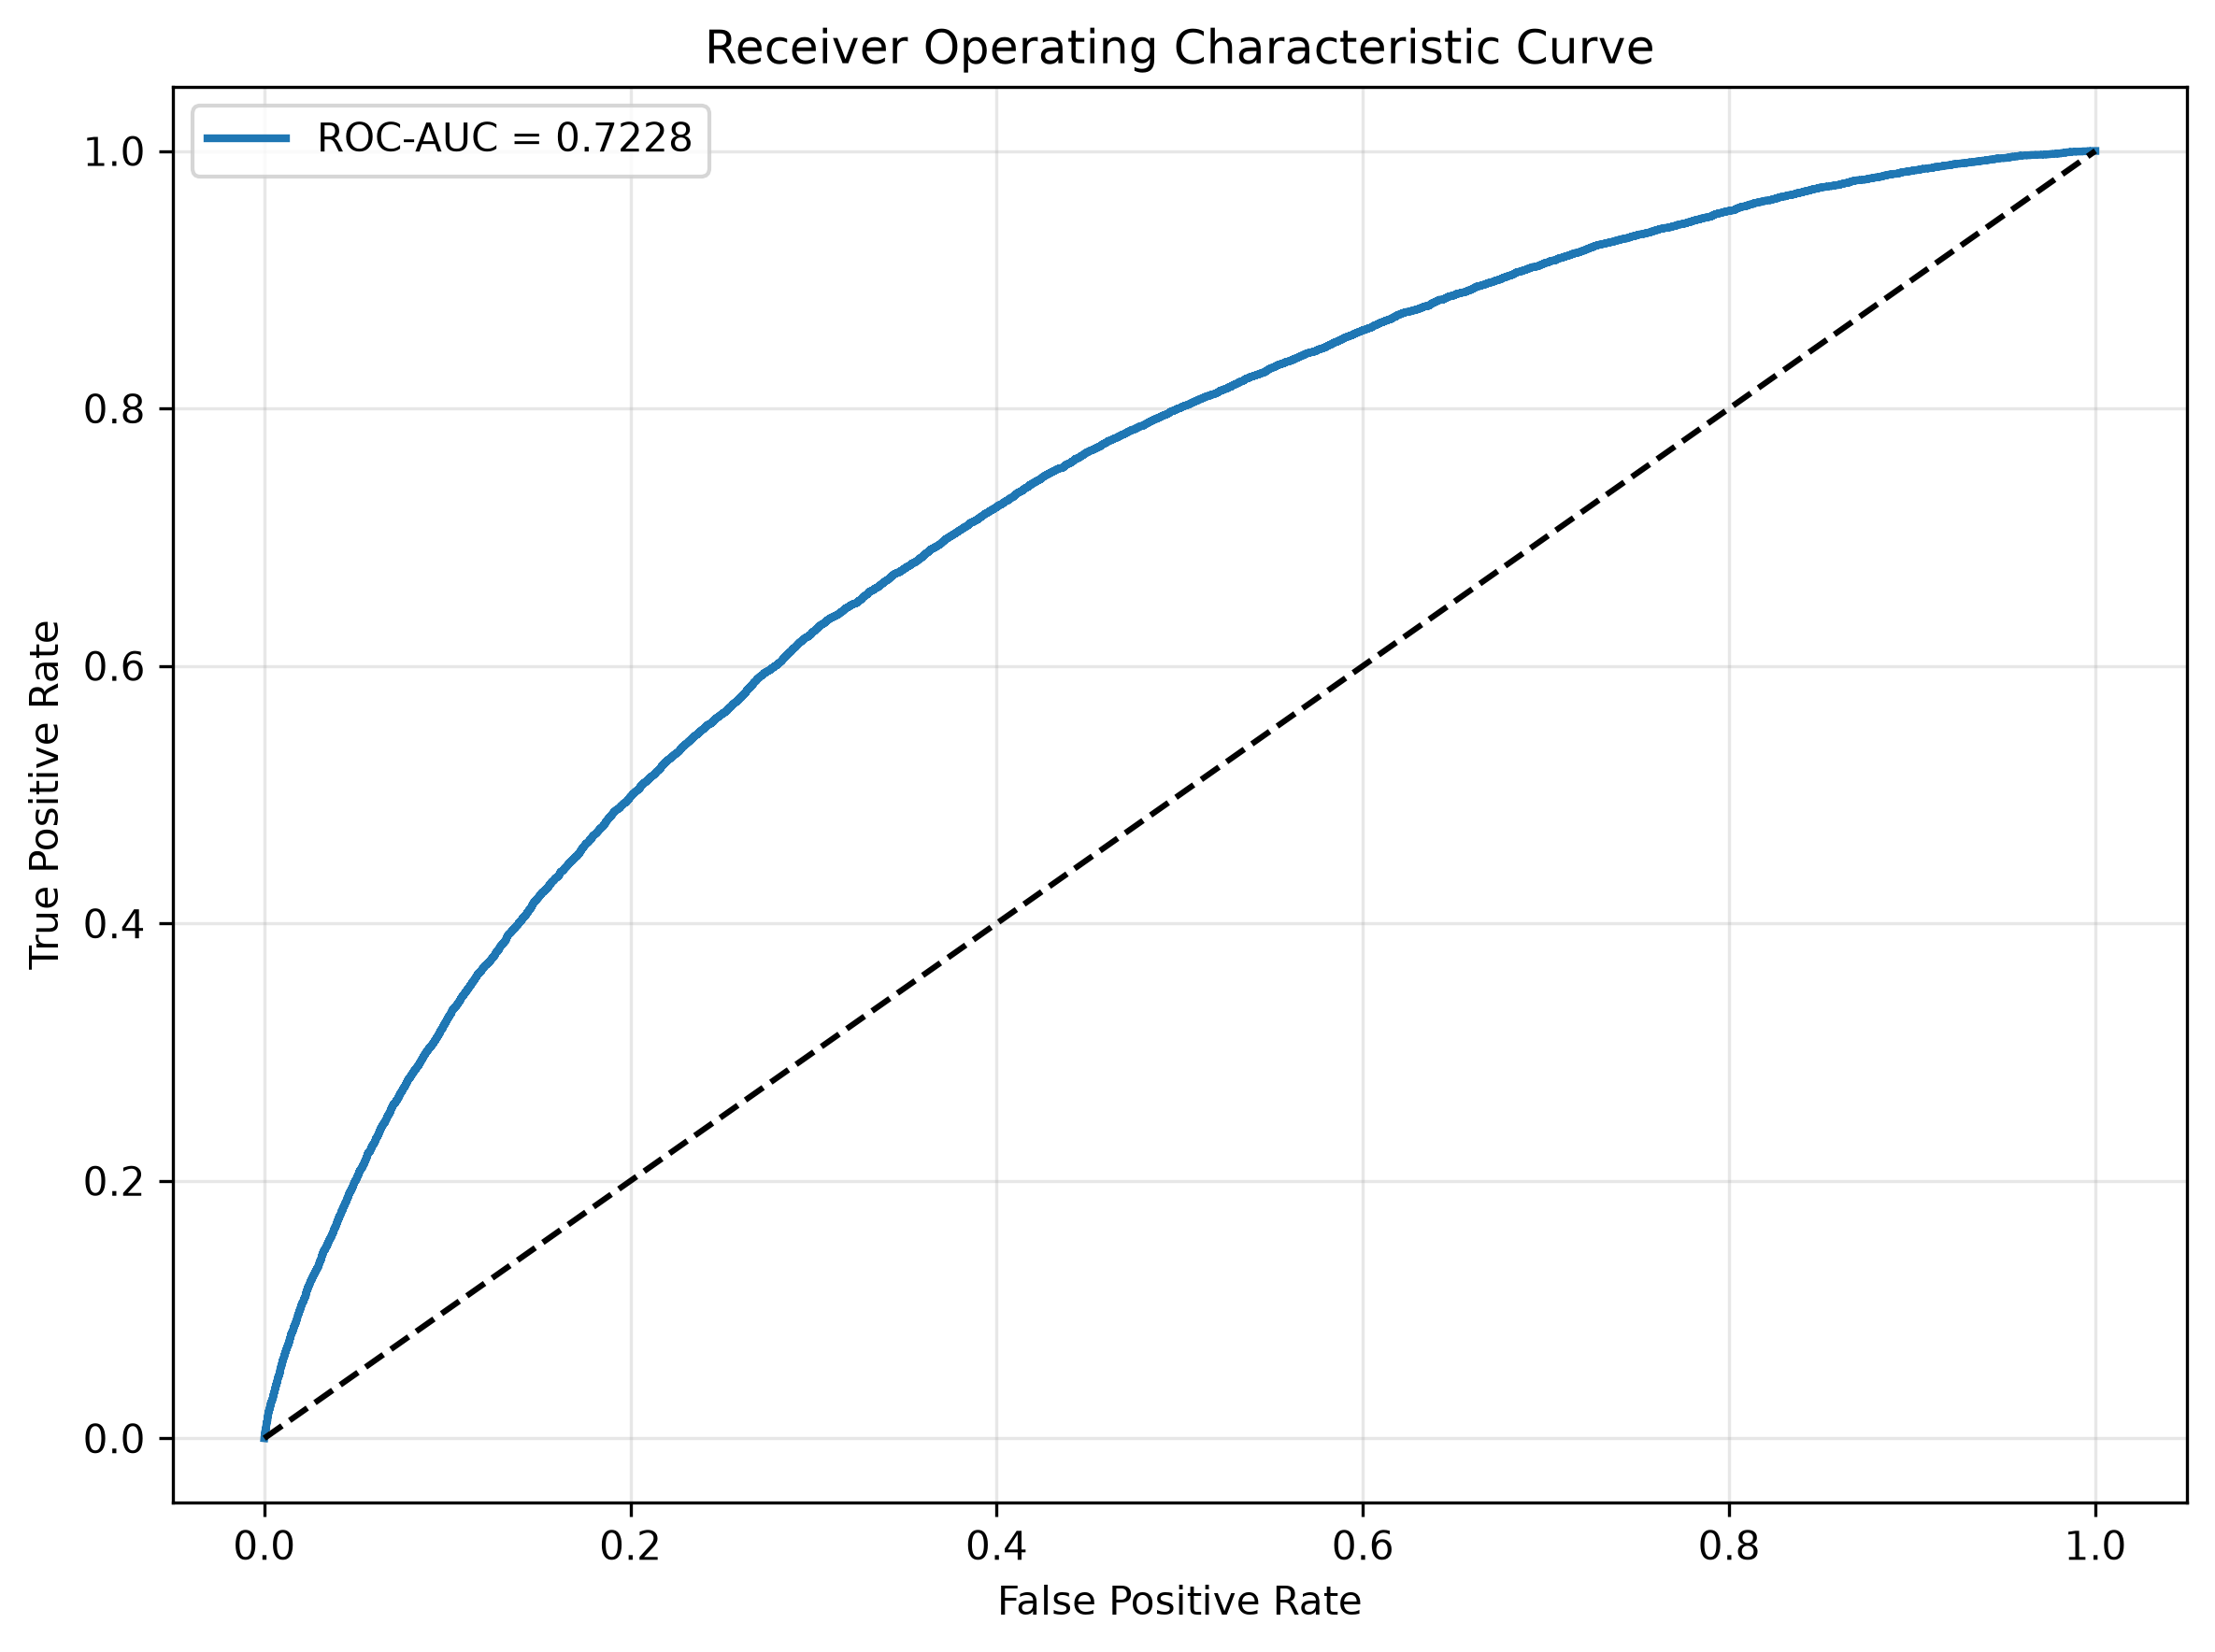 Receiver Operating Characteristic Curve
ROC-AUC = 0.7228
1.0
0.8
0.6
0.4
0.2
0.0
True Positive Rate
0.0 0.2 0.4 0.6 0.8 1.0
False Positive Rate